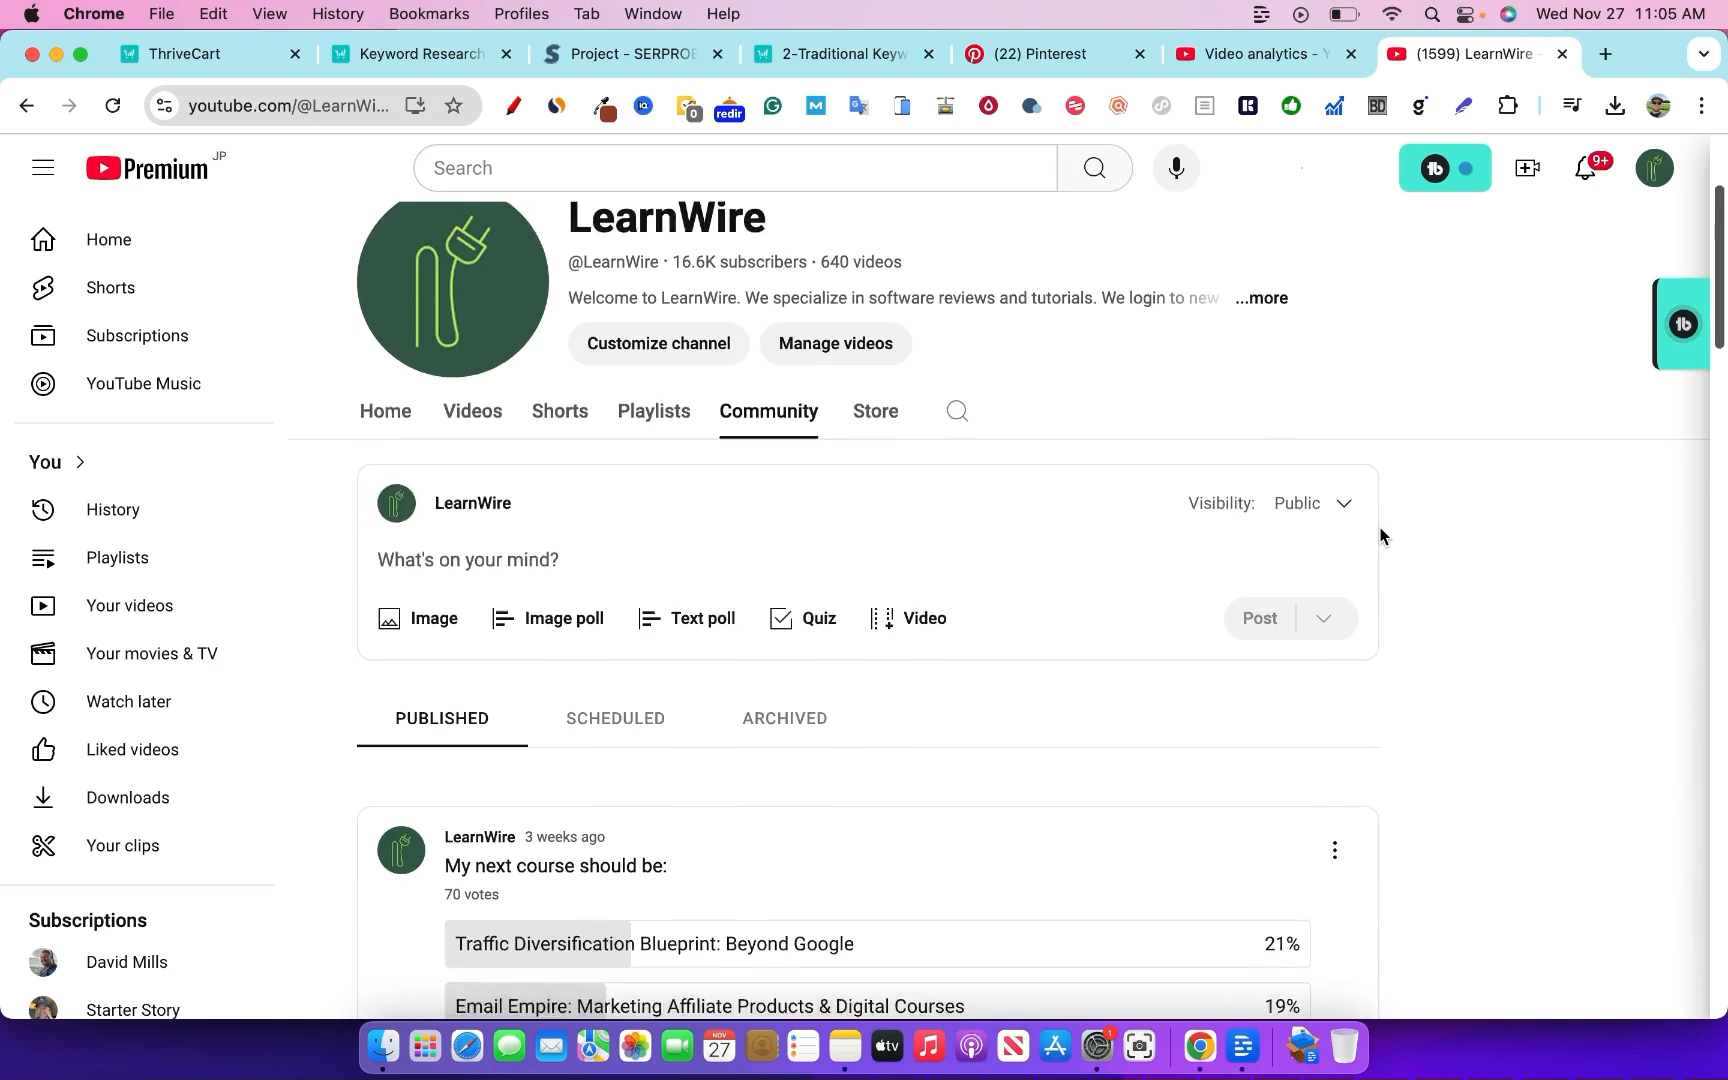 Chrome File Edit View History Bookmarks Profiles Tab Window Help Wed Nov 27 11:05 AM
ThriveCart Keyword Research Project - SERPROB 2-Traditional Keyw (22) Pinterest Video analytics - Y (1599) LearnWire -
youtube.com/@LearnWi... 0 redir BD
Premium JP Search 9+
Home
Shorts
Subscriptions
YouTube Music
You
History
Playlists
Your videos
Your movies & TV
Watch later
Liked videos
Downloads
Your clips
Subscriptions
David Mills
Starter Story
LearnWire
@LearnWire · 16.6K subscribers · 640 videos
Welcome to LearnWire. We specialize in software reviews and tutorials. We login to new ...more
Customize channel Manage videos
Home Videos Shorts Playlists Community Store
LearnWire Visibility: Public
What's on your mind?
Image Image poll Text poll Quiz Video Post
PUBLISHED SCHEDULED ARCHIVED
LearnWire 3 weeks ago
My next course should be:
70 votes
Traffic Diversification Blueprint: Beyond Google 21%
Email Empire: Marketing Affiliate Products & Digital Courses 19%
NOV
27
tv
1